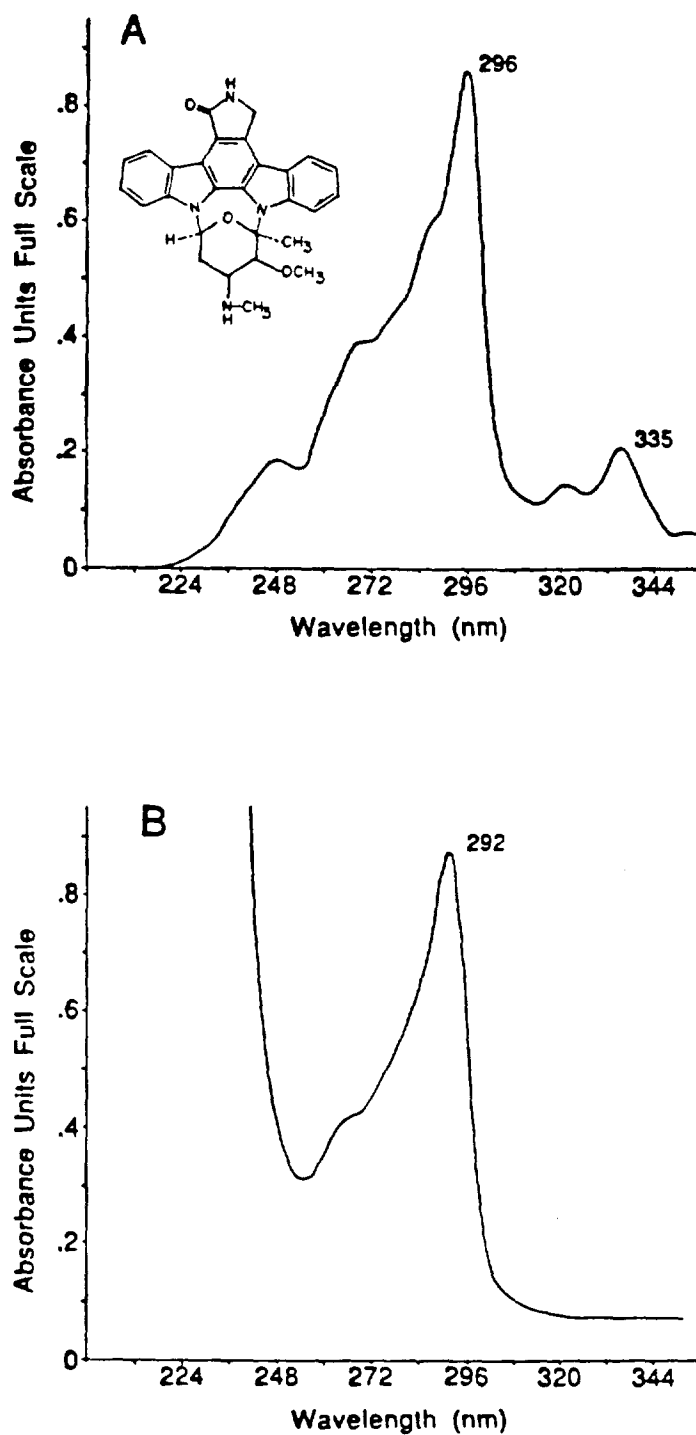 A
296
.8
.6
.4
.2
0
Absorbance Units Full Scale
H
N
O
N
N
O
H
CH3
OCH3
N-CH3
H
335
224 248 272 296 320 344
Wavelength (nm)
B
292
.8
.6
.4
.2
0
Absorbance Units Full Scale
224 248 272 296 320 344
Wavelength (nm)